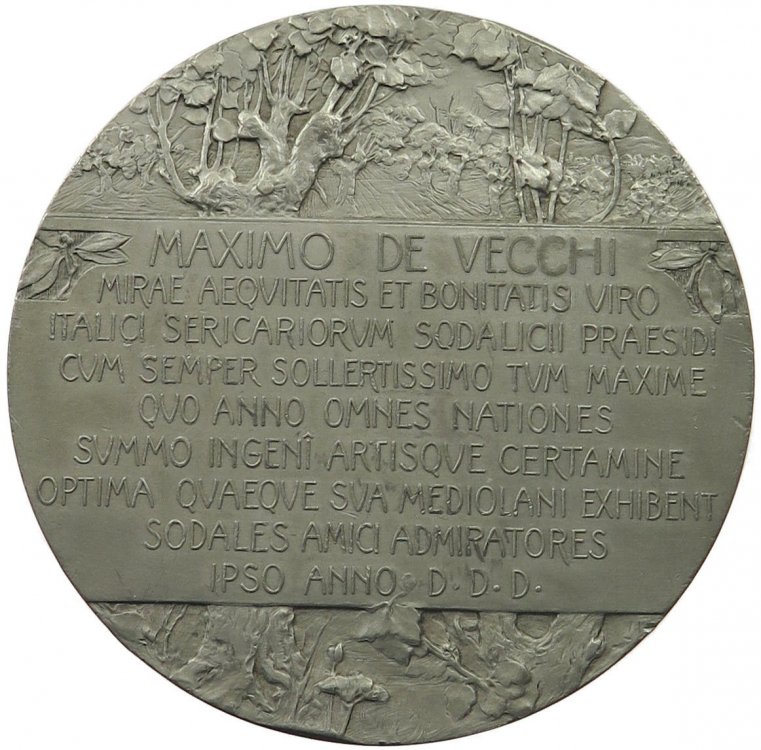 MAXIMO DE VECCHI
MIRAE AEQVITATIS ET BONITATIS VIRO
ITALICI SERICARIORVM SODALICII PRAESIDI
CVM SEMPER SOLLERTISSIMO TVM MAXIME
QVO ANNO OMNES NATIONES
SVMMO INGENÎ ARTISQVE CERTAMINE
OPTIMA QVAEQVE SVA MEDIOLANI EXHIBENT
SODALES AMICI ADMIRATORES
IPSO ANNO D·D·D·